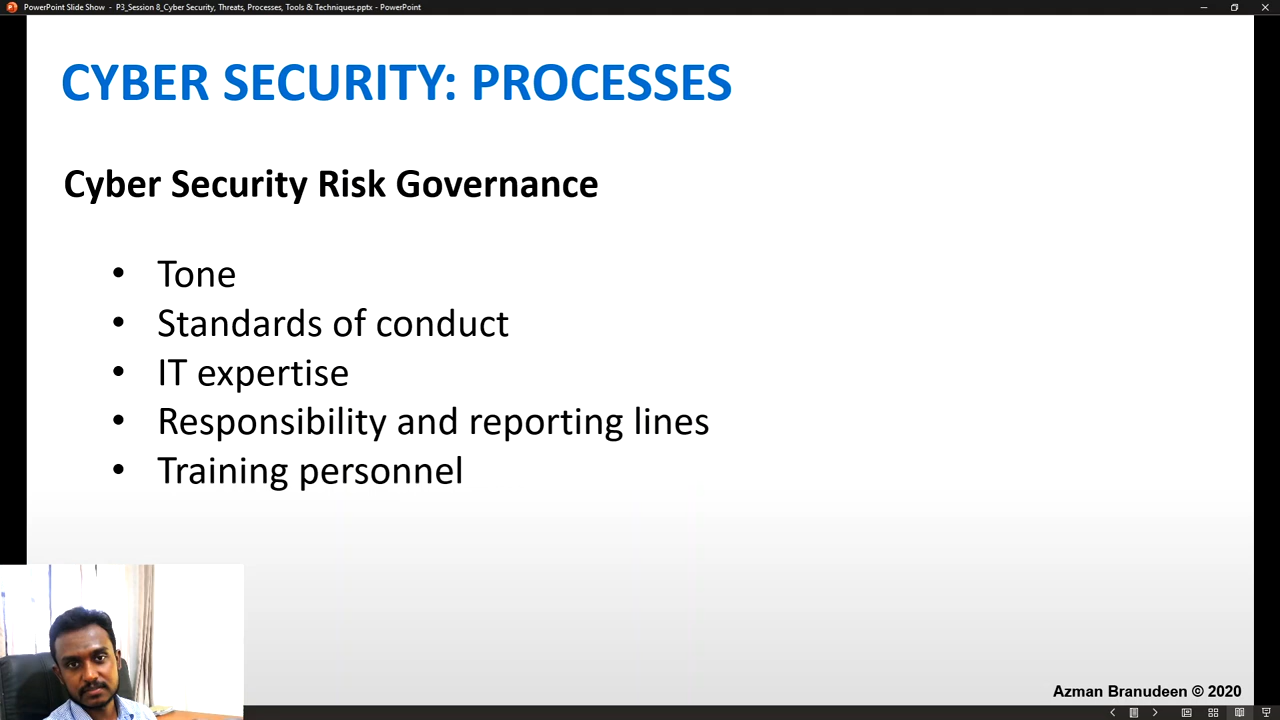 PowerPoint Slide Show - P3_Session 8_Cyber Security, Threats, Processes, Tools & Techniques.pptx - PowerPoint
CYBER SECURITY: PROCESSES
Cyber Security Risk Governance
• Tone
• Standards of conduct
• IT expertise
• Responsibility and reporting lines
• Training personnel
Azman Branudeen © 2020